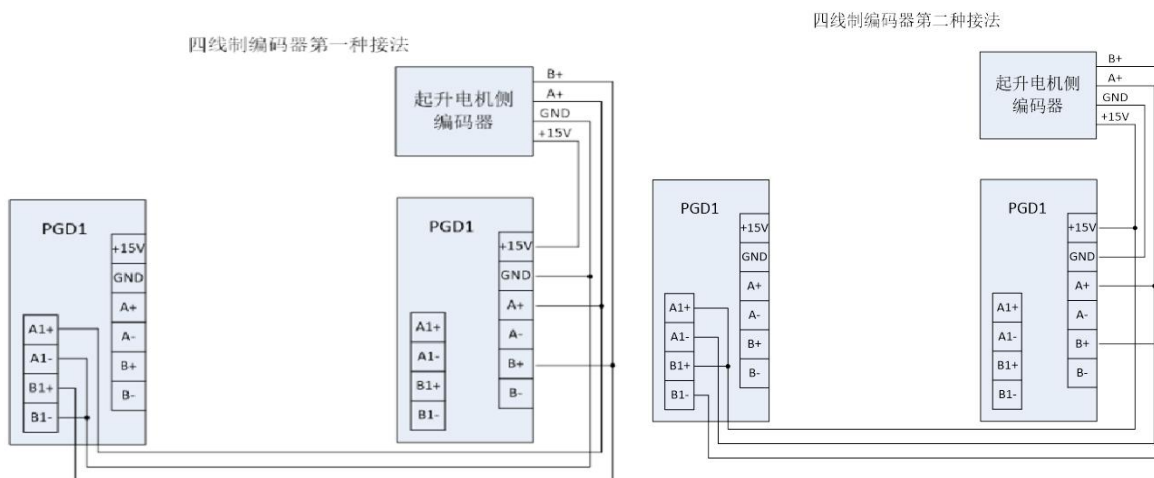 四线制编码器第一种接法
起升电机侧
编码器
B+
A+
GND
+15V
PGD1
+15V
GND
A+
A-
B+
B-
A1+
A1-
B1+
B1-
PGD1
+15V
GND
A+
A-
B+
B-
A1+
A1-
B1+
B1-
四线制编码器第二种接法
起升电机侧
编码器
B+
A+
GND
+15V
PGD1
+15V
GND
A+
A-
B+
B-
A1+
A1-
B1+
B1-
PGD1
+15V
GND
A+
A-
B+
B-
A1+
A1-
B1+
B1-